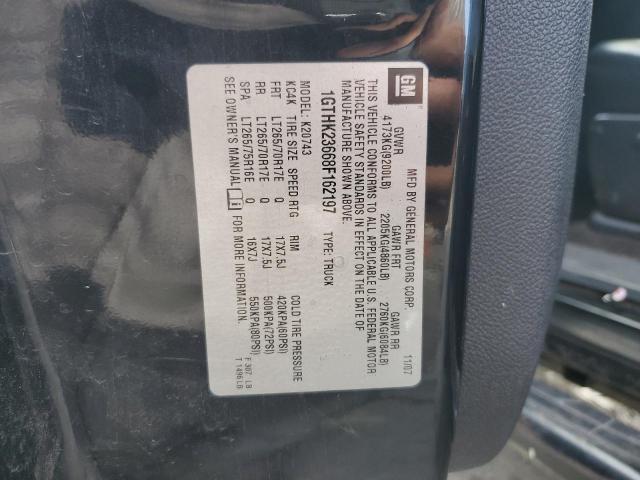 GM
MFD BY GENERAL MOTORS CORP. 11/07
GVWR GAWR FRT GAWR RR
4173KG(9200LB) 2205KG(4860LB) 2760KG(6084LB)
THIS VEHICLE CONFORMS TO ALL APPLICABLE U.S. FEDERAL MOTOR
VEHICLE SAFETY STANDARDS IN EFFECT ON THE DATE OF
MANUFACTURE SHOWN ABOVE.
1GTHK23668F162197 TYPE: TRUCK
MODEL: K20743
KC4K TIRE SIZE SPEED RTG RIM COLD TIRE PRESSURE
FRT LT265/70R17E Q 17X7.5J 420KPA(60PSI)
RR LT265/70R17E Q 17X7.5J 500KPA(72PSI)
SPA LT265/75R16E Q 16X7J 550KPA(80PSI)
SEE OWNER'S MANUAL FOR MORE INFORMATION.
F 307 LB
T 1496 LB